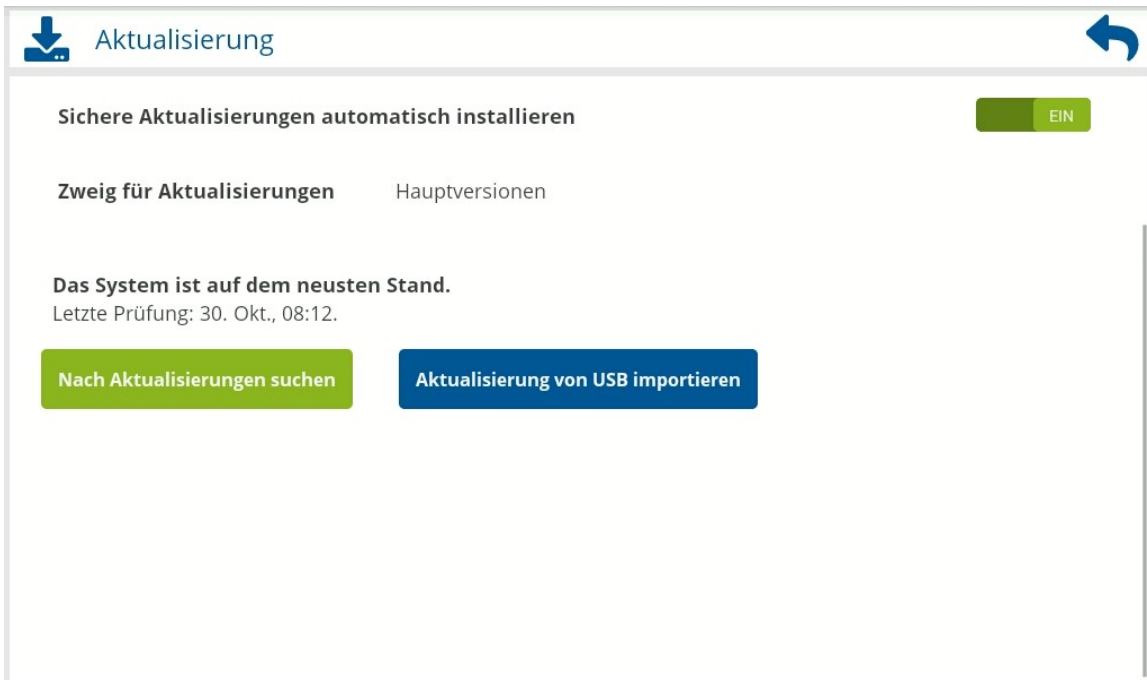 Aktualisierung
Sichere Aktualisierungen automatisch installieren EIN
Zweig für Aktualisierungen Hauptversionen
Das System ist auf dem neusten Stand.
Letzte Prüfung: 30. Okt., 08:12.
Nach Aktualisierungen suchen Aktualisierung von USB importieren